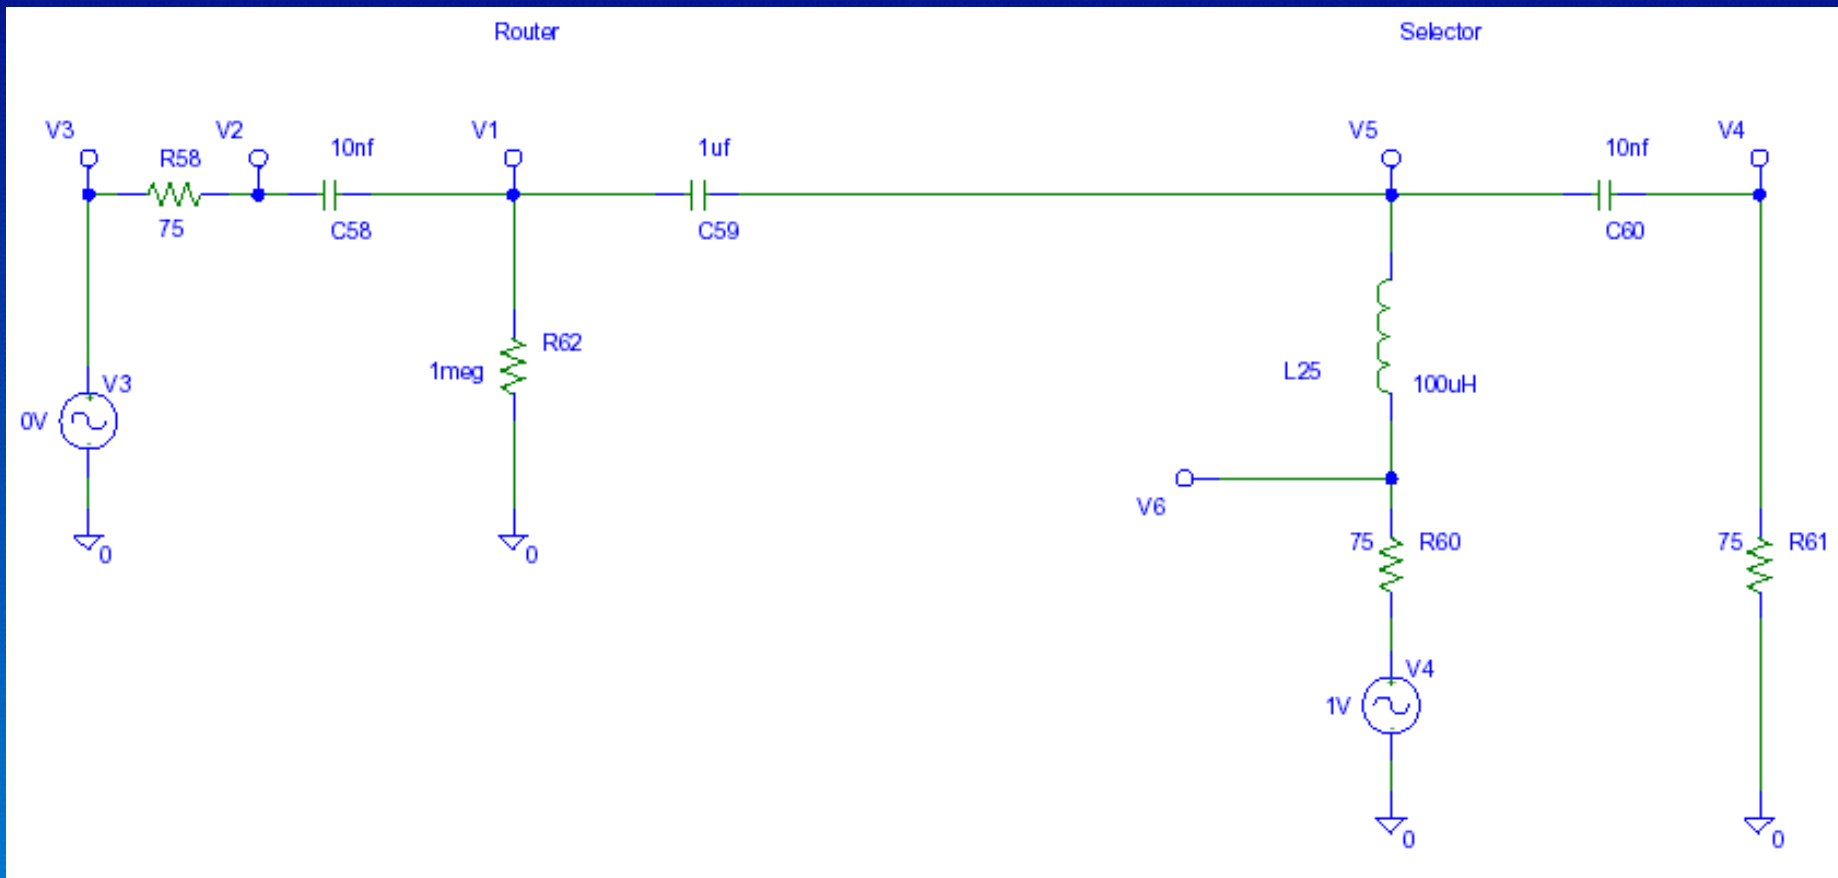 Router
Selector
V3
R58
V2
10nf
V1
1uf
V5
10nf
V4
75
C58
C59
C60
R62
1meg
V3
0V
L25
100uH
V6
75
R60
75
R61
0
0
V4
1V
0
0